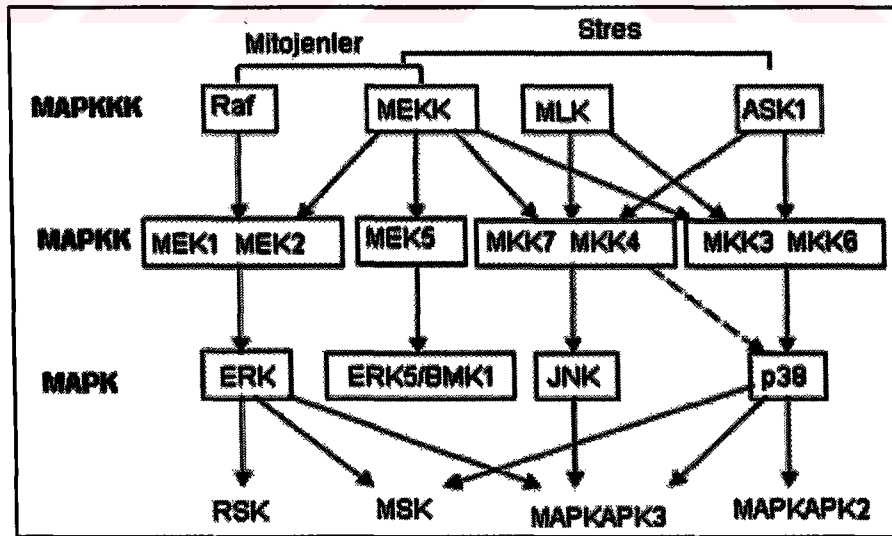 Mitojenler Stres
MAPKKK Raf MEKK MLK ASK1
MAPKK MEK1 MEK2 MEK5 MKK7 MKK4 MKK3 MKK6
MAPK ERK ERK5/BMK1 JNK p38
RSK MSK MAPKAPK3 MAPKAPK2